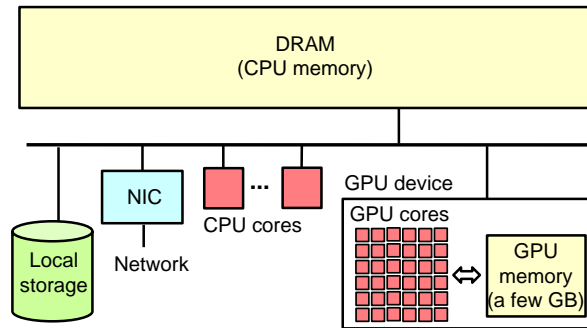 DRAM
(CPU memory)
NIC
...
CPU cores
GPU device
GPU cores
Local
storage
Network
GPU
memory
(a few GB)